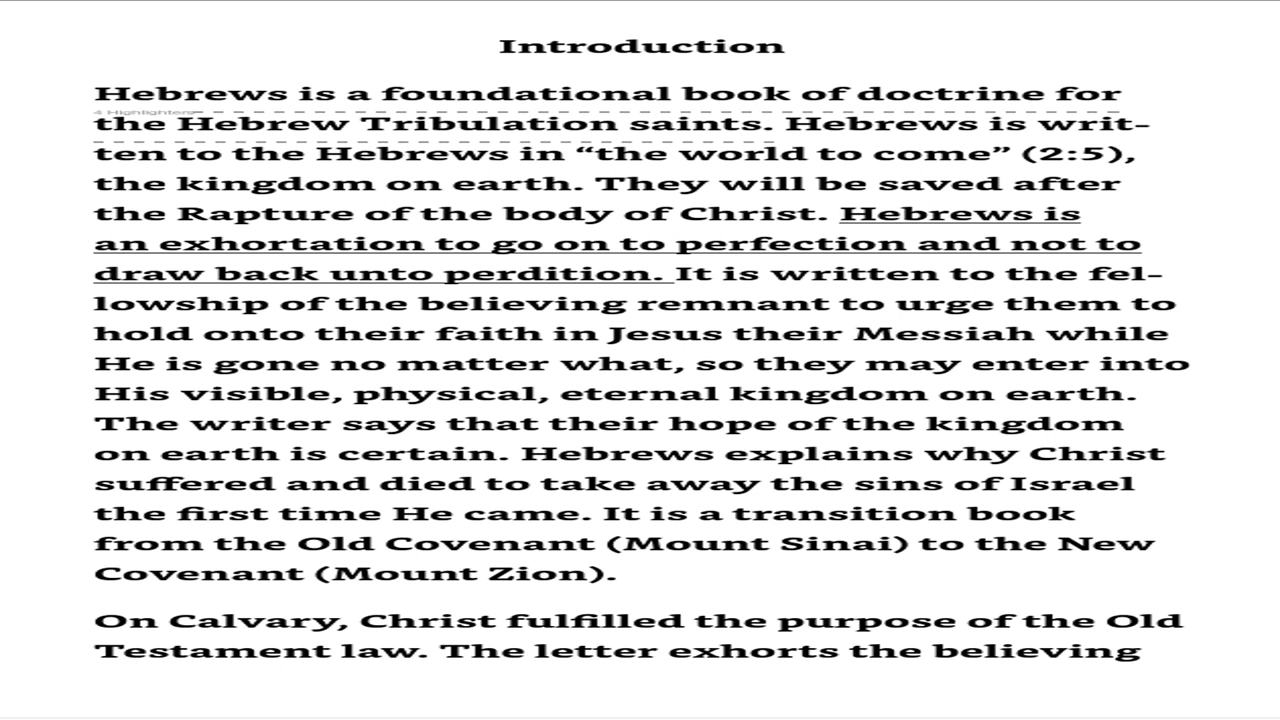 Introduction
Hebrews is a foundational book of doctrine for
4 Highlighters
the Hebrew Tribulation saints. Hebrews is writ-
ten to the Hebrews in “the world to come” (2:5),
the kingdom on earth. They will be saved after
the Rapture of the body of Christ. Hebrews is
an exhortation to go on to perfection and not to
draw back unto perdition. It is written to the fel-
lowship of the believing remnant to urge them to
hold onto their faith in Jesus their Messiah while
He is gone no matter what, so they may enter into
His visible, physical, eternal kingdom on earth.
The writer says that their hope of the kingdom
on earth is certain. Hebrews explains why Christ
suffered and died to take away the sins of Israel
the first time He came. It is a transition book
from the Old Covenant (Mount Sinai) to the New
Covenant (Mount Zion).
On Calvary, Christ fulfilled the purpose of the Old
Testament law. The letter exhorts the believing